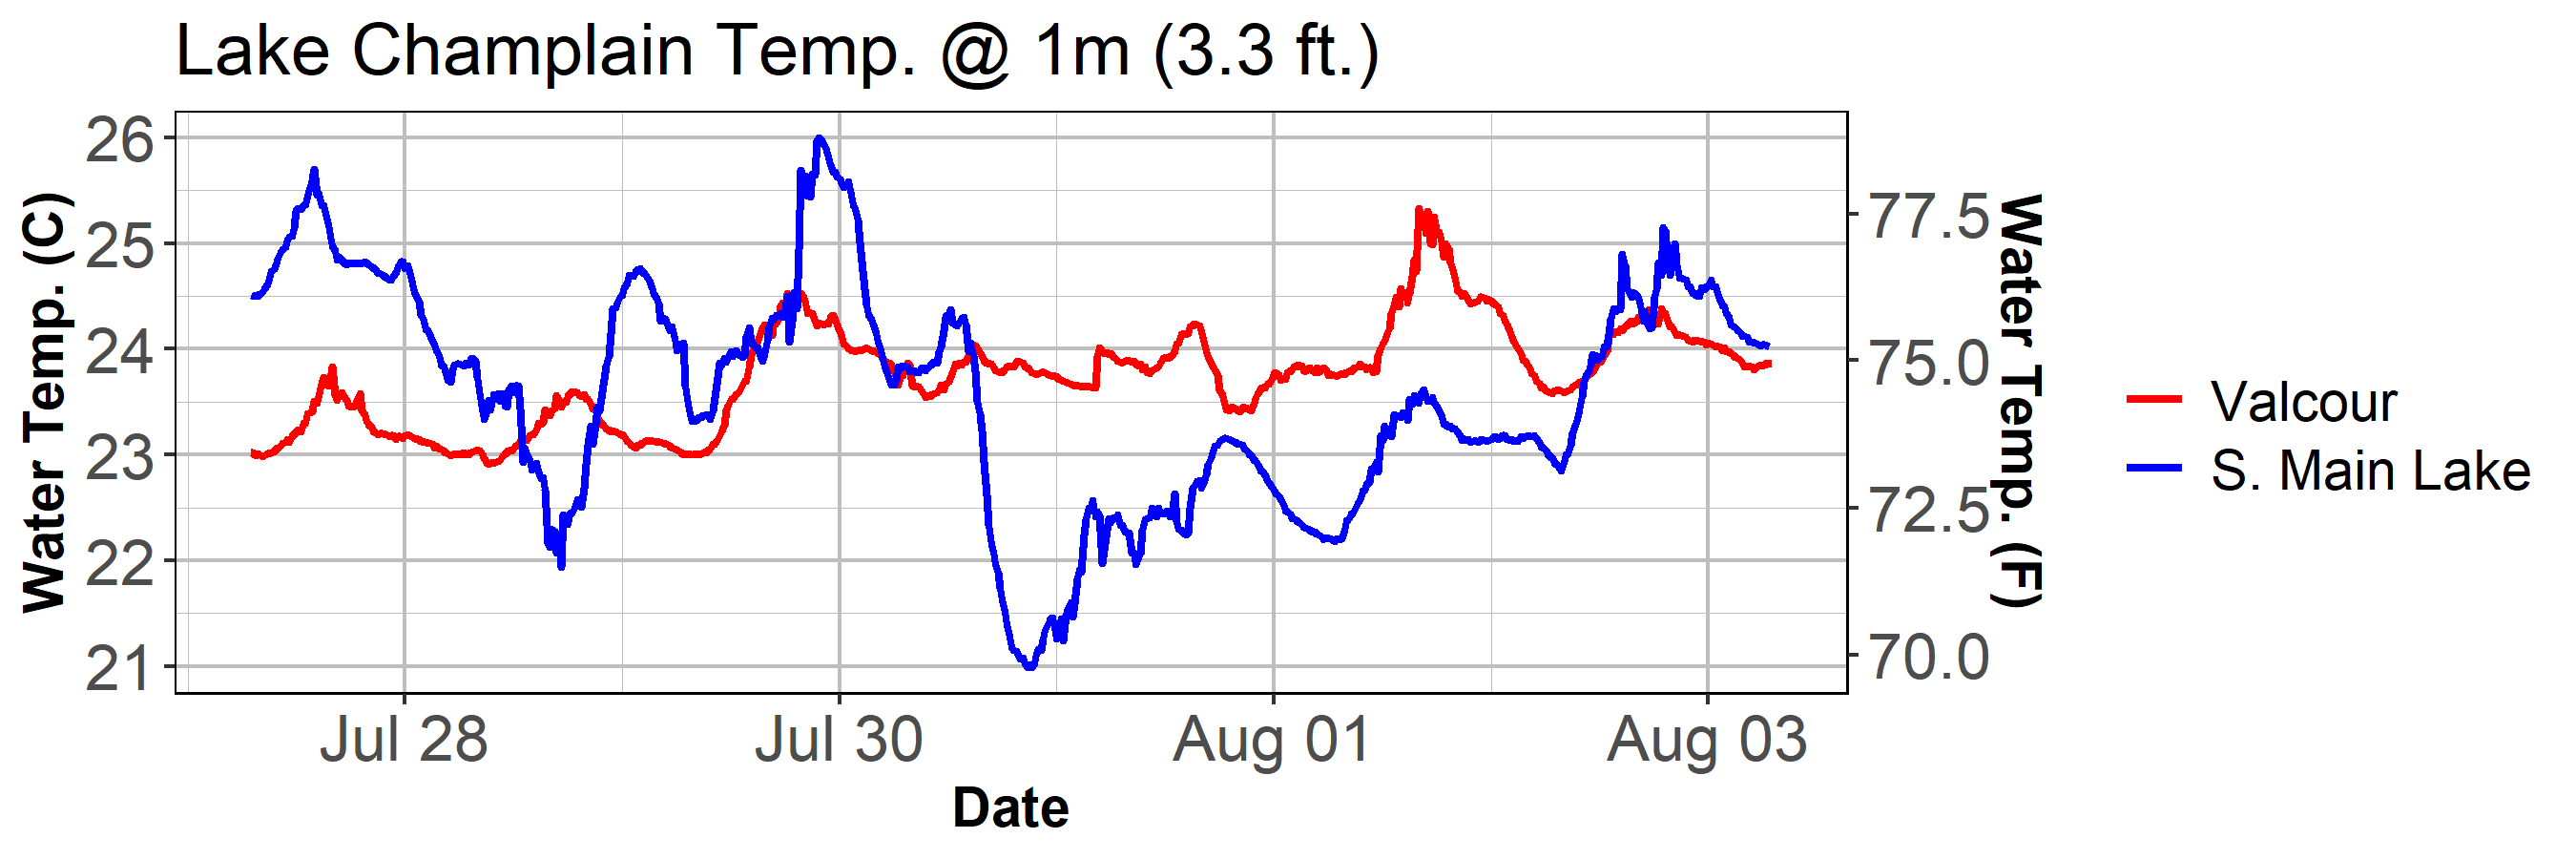 Lake Champlain Temp. @ 1m (3.3 ft.)
Water Temp. (C)
26
25
24
23
22
21
77.5
75.0
72.5
70.0
Water Temp. (F)
Jul 28
Jul 30
Aug 01
Aug 03
Date
Valcour
S. Main Lake